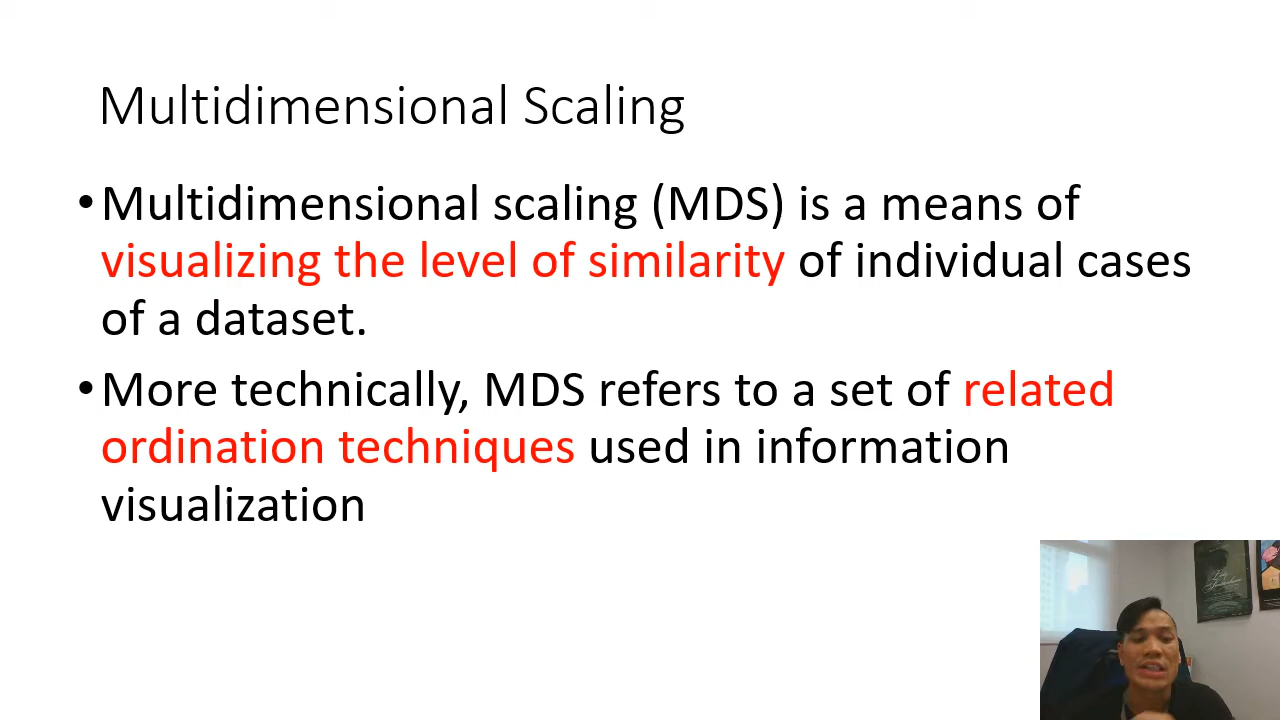 Multidimensional Scaling
• Multidimensional scaling (MDS) is a means of
visualizing the level of similarity of individual cases
of a dataset.
• More technically, MDS refers to a set of related
ordination techniques used in information
visualization